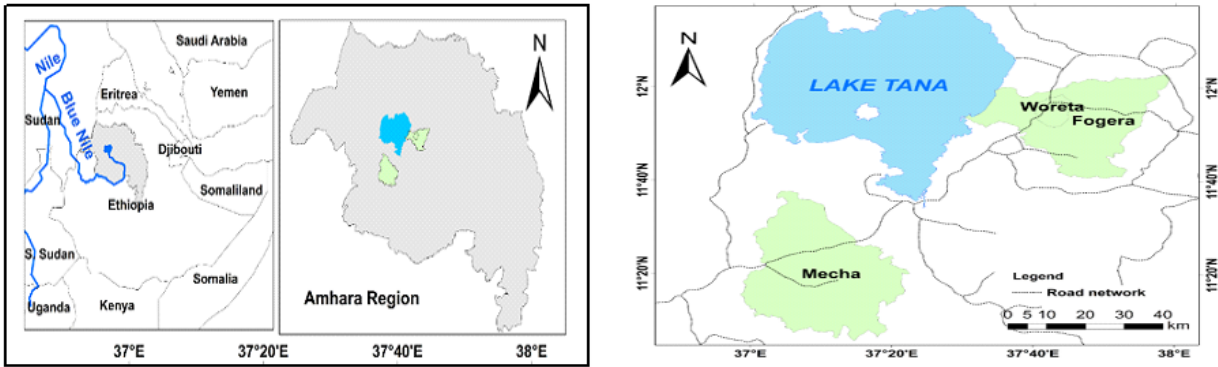 Saudi Arabia
Nile
Eritrea
Yemen
Sudan
Blue Nile
Djibouti
Somaliland
Ethiopia
S. Sudan
Somalia
Uganda
Kenya
N
Amhara Region
37°E
37°20'E
37°40'E
38°E
N
LAKE TANA
Woreta
Fogera
Mecha
Legend
Road network
0 5 10 20 30 40
km
12°N
11°40'N
11°20'N
12°N
11°40'N
11°20'N
37°E
37°20'E
37°40'E
38°E